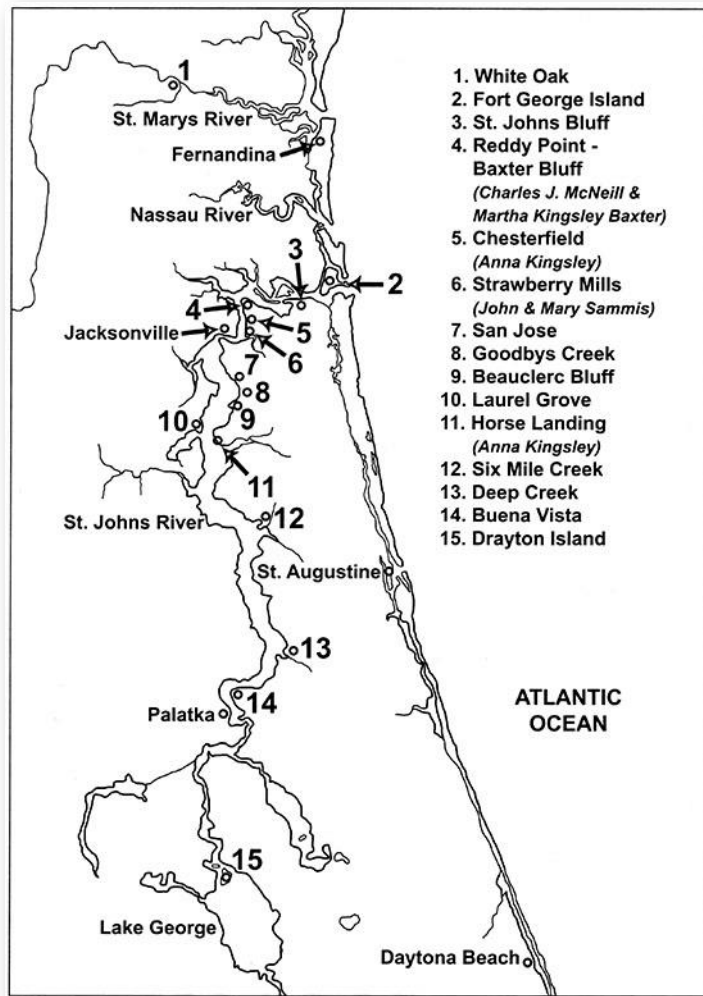 1
St. Marys River
Fernandina
Nassau River
3
2
4
5
Jacksonville
6
7
8
9
10
11
12
St. Johns River
St. Augustine
13
14
Palatka
ATLANTIC
OCEAN
15
Lake George
Daytona Beach
1. White Oak
2. Fort George Island
3. St. Johns Bluff
4. Reddy Point -
Baxter Bluff
(Charles J. McNeill &
Martha Kingsley Baxter)
5. Chesterfield
(Anna Kingsley)
6. Strawberry Mills
(John & Mary Sammis)
7. San Jose
8. Goodbys Creek
9. Beauclerc Bluff
10. Laurel Grove
11. Horse Landing
(Anna Kingsley)
12. Six Mile Creek
13. Deep Creek
14. Buena Vista
15. Drayton Island